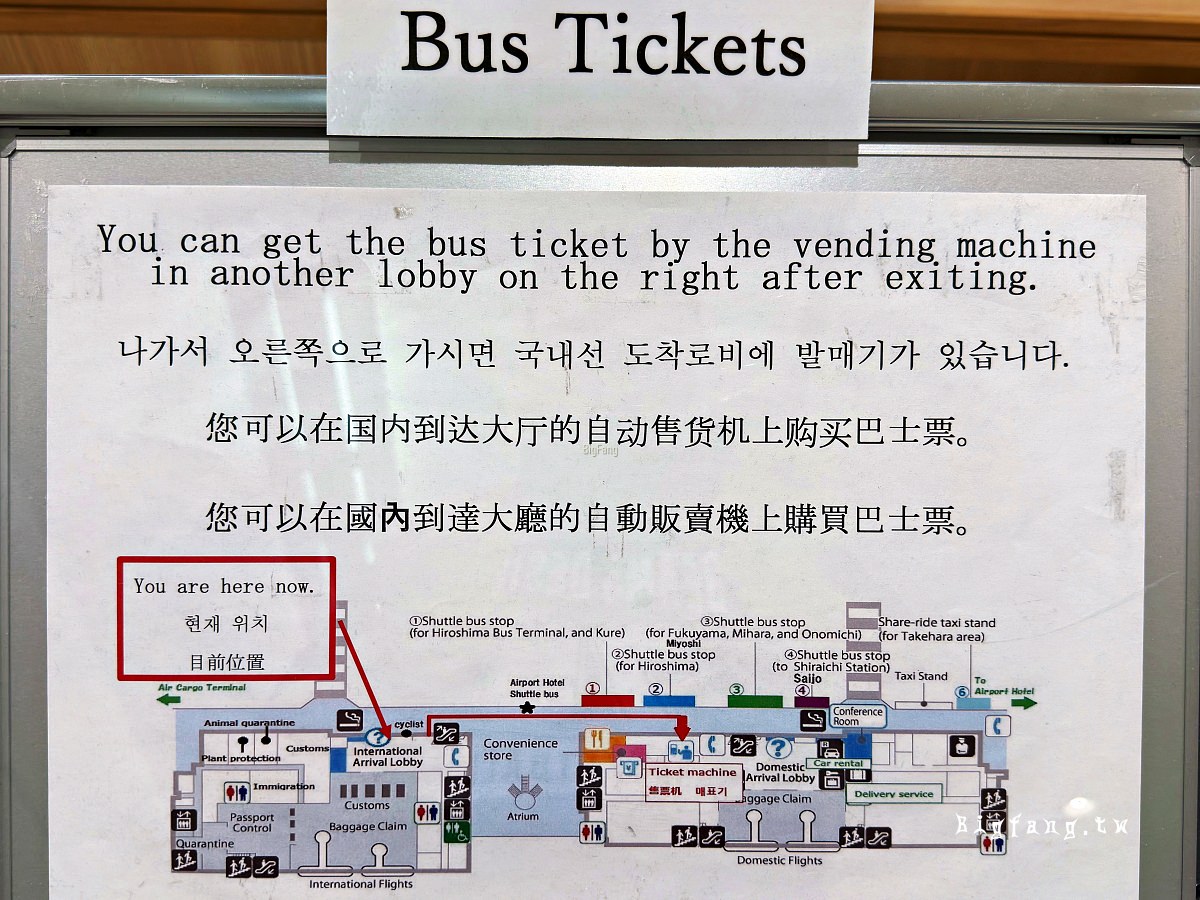 Bus Tickets
You can get the bus ticket by the vending machine
in another lobby on the right after exiting.
나가서 오른쪽으로 가시면 국내선 도착로비에 발매기가 있습니다.
您可以在国内到达大厅的自动售货机上购买巴士票。
BigFang
您可以在國內到達大廳的自動販賣機上購買巴士票。
You are here now.
현재 위치
目前位置
①Shuttle bus stop
(for Hiroshima Bus Terminal, and Kure)
③Shuttle bus stop
(for Fukuyama, Mihara, and Onomichi)
Miyoshi
②Shuttle bus stop
(for Hiroshima)
④Shuttle bus stop
(to Shiraichi Station)
Saijo
Share-ride taxi stand
(for Takehara area)
Taxi Stand
Air Cargo Terminal
Airport Hotel
Shuttle bus
① ② ③ ④ ⑥
To
Airport Hotel
Animal quarantine
Plant protection
Customs
cyclist
?
International
Arrival Lobby
Convenience
store
Conference
Room
?
Domestic
Arrival Lobby
Car rental
Ticket machine
售票机 매표기
Delivery service
Immigration
Passport
Control
Customs
Baggage Claim
Quarantine
Atrium
Baggage Claim
Bigfang.tw
International Flights
Domestic Flights